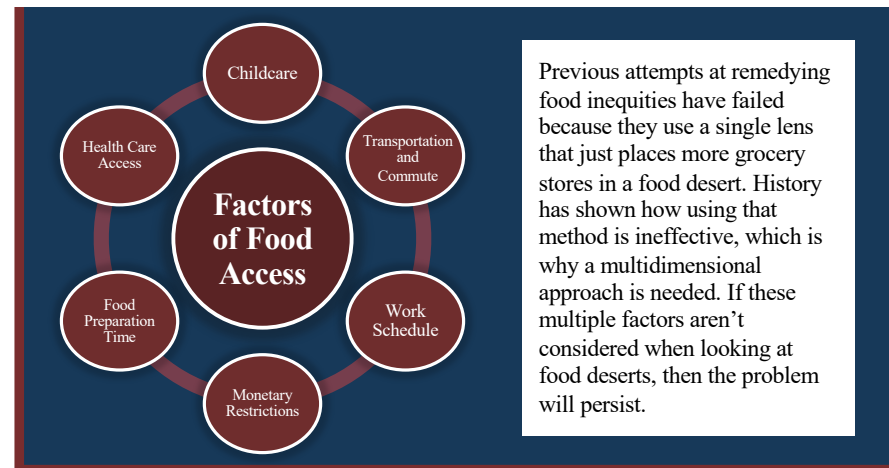 Childcare
Transportation
and
Commute
Work
Schedule
Monetary
Restrictions
Food
Preparation
Time
Health Care
Access
Factors
of Food
Access
Previous attempts at remedying
food inequities have failed
because they use a single lens
that just places more grocery
stores in a food desert. History
has shown how using that
method is ineffective, which is
why a multidimensional
approach is needed. If these
multiple factors aren’t
considered when looking at
food deserts, then the problem
will persist.